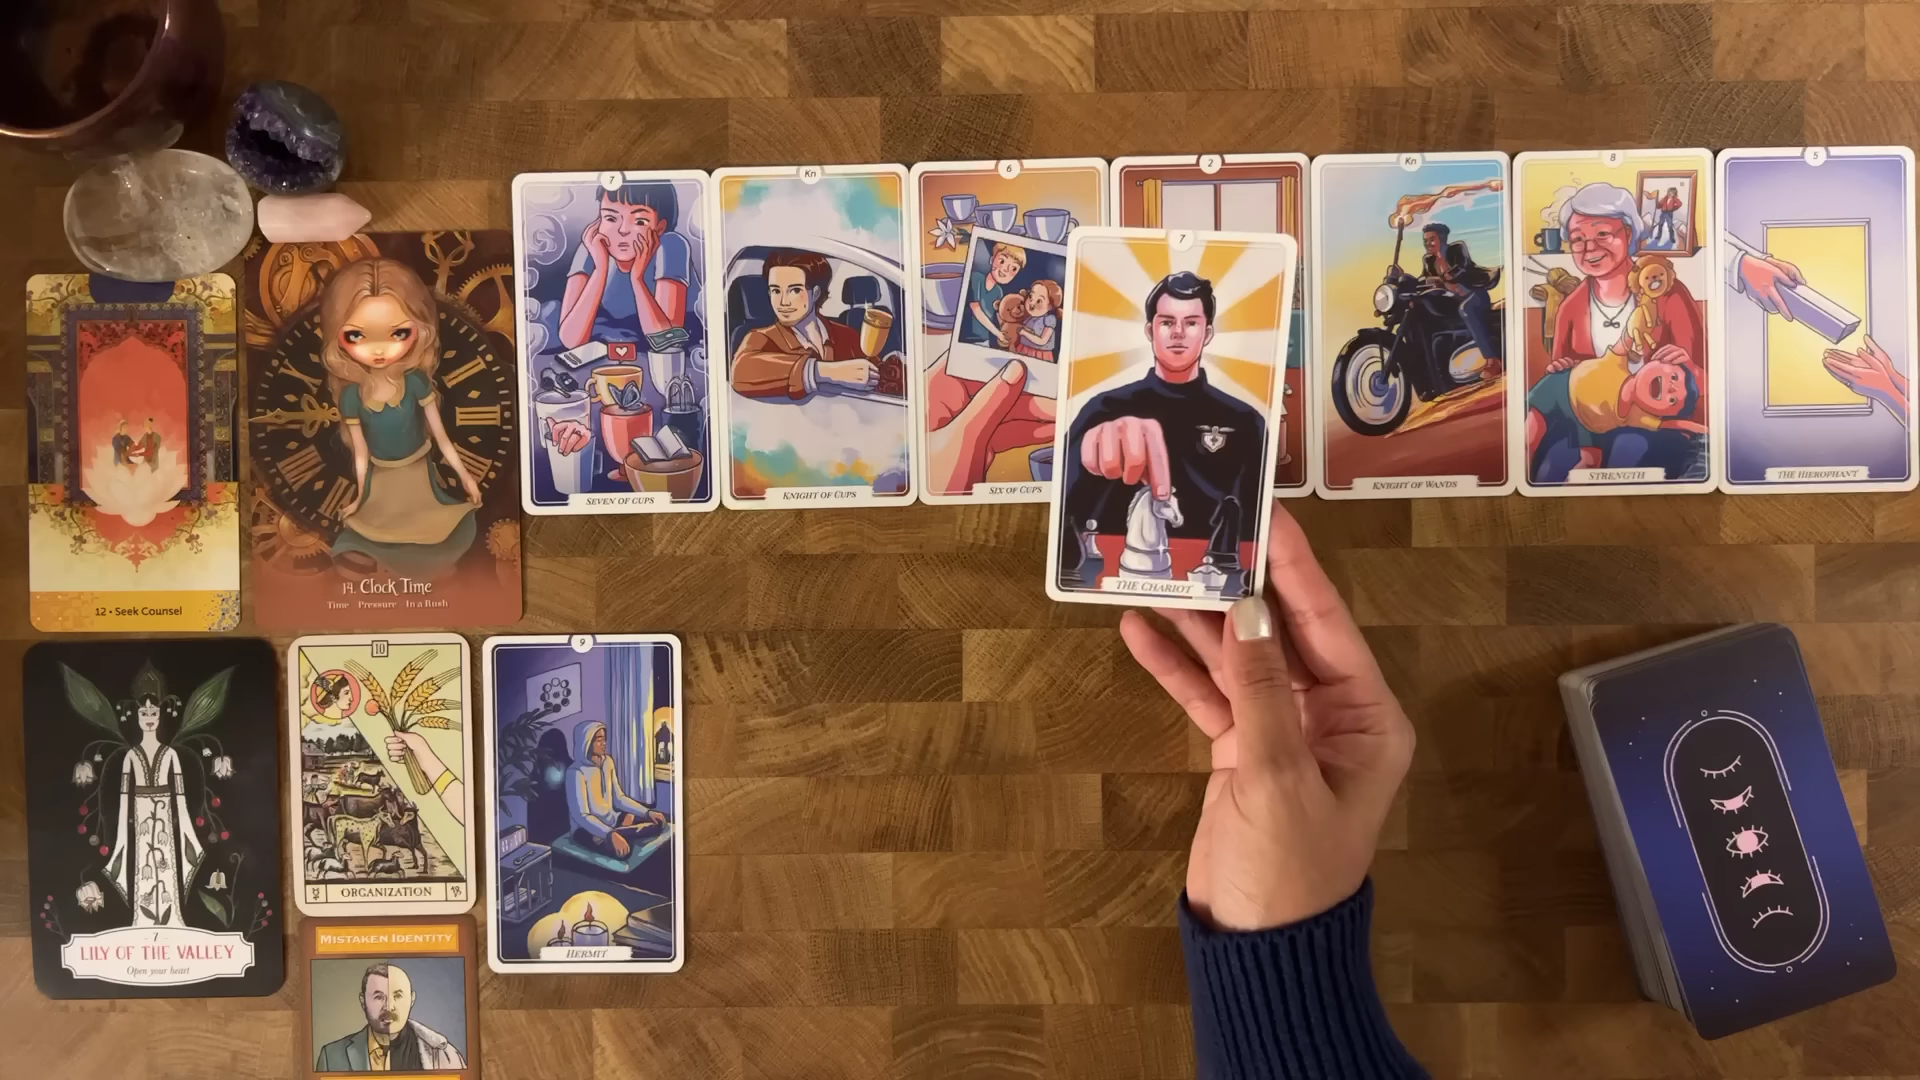 7
SEVEN OF CUPS
Kn
KNIGHT OF CUPS
6
SIX OF CUPS
2
7
THE CHARIOT
Kn
KNIGHT OF WANDS
8
STRENGTH
5
THE HIEROPHANT
12 • Seek Counsel
14. Clock Time
Time Pressure In a Rush
7
LILY OF THE VALLEY
Open your heart
10
ORGANIZATION
9
HERMIT
MISTAKEN IDENTITY